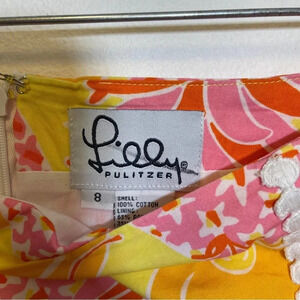 Lilly
PULITZER
8
SHELL:
100% COTTON
LINING: